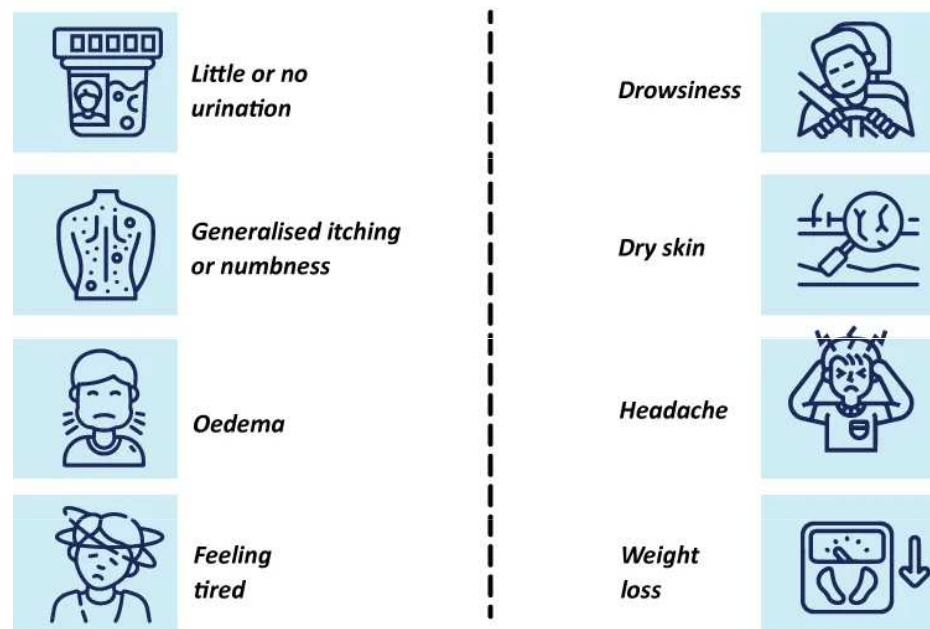 Little or no
urination
Generalised itching
or numbness
Oedema
Feeling
tired
Drowsiness
Dry skin
Headache
Weight
loss